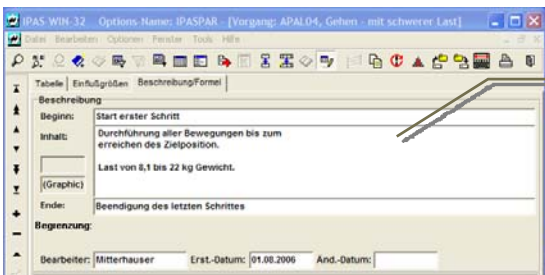 IPAS-WIN-32 Options-Name: IPASPAR - [Vorgang: APAL04, Gehen - mit schwerer Last]
Datei Bearbeiten Optionen Fenster Tools Hilfe
Tabelle Einflußgrößen Beschreibung/Formel
Beschreibung
Beginn: Start erster Schritt
Inhalt: Durchführung aller Bewegungen bis zum
erreichen des Zielposition.
Last von 8,1 bis 22 kg Gewicht.
(Graphic)
Ende: Beendigung des letzten Schrittes
Begrenzung:
Bearbeiter: Mitterhauser Erst.-Datum: 01.08.2006 Änd.-Datum: